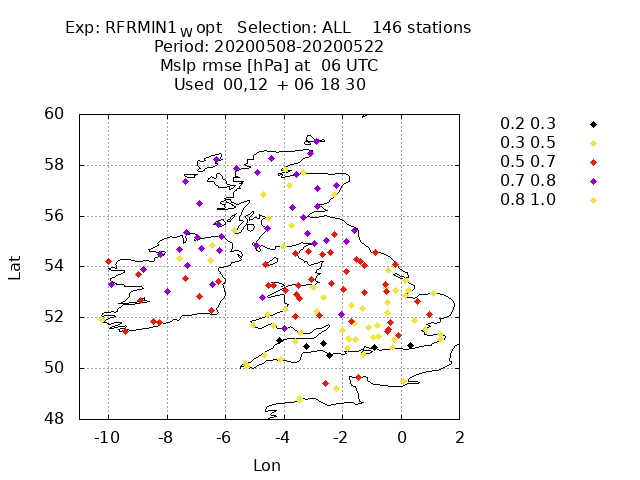 Exp: RFRMIN1wopt Selection: ALL 146 stations
Period: 20200508-20200522
Mslp rmse [hPa] at 06 UTC
Used 00,12 + 06 18 30
60
58
56
54
52
50
48
Lat
-10 -8 -6 -4 -2 0 2
Lon
0.2 0.3
0.3 0.5
0.5 0.7
0.7 0.8
0.8 1.0